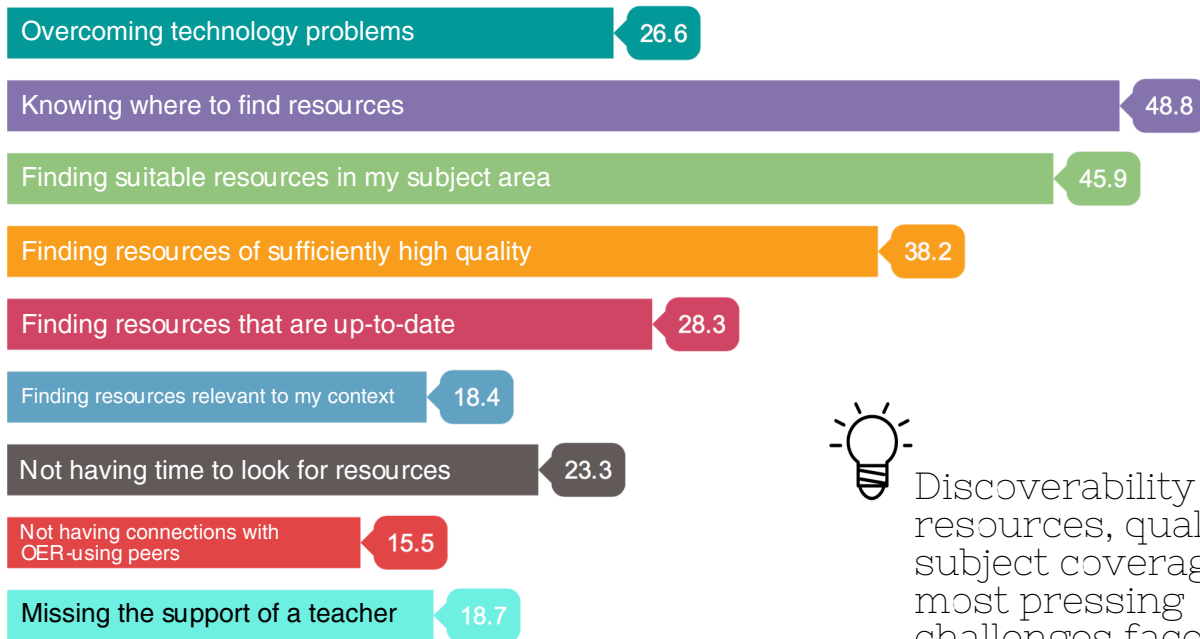 Overcoming technology problems
26.6
Knowing where to find resources
48.8
Finding suitable resources in my subject area
45.9
Finding resources of sufficiently high quality
38.2
Finding resources that are up-to-date
28.3
Finding resources relevant to my context
18.4
Not having time to look for resources
23.3
Not having connections with
OER-using peers
15.5
Missing the support of a teacher
18.7
Discoverability
resources,
subject
most pressing
challenges